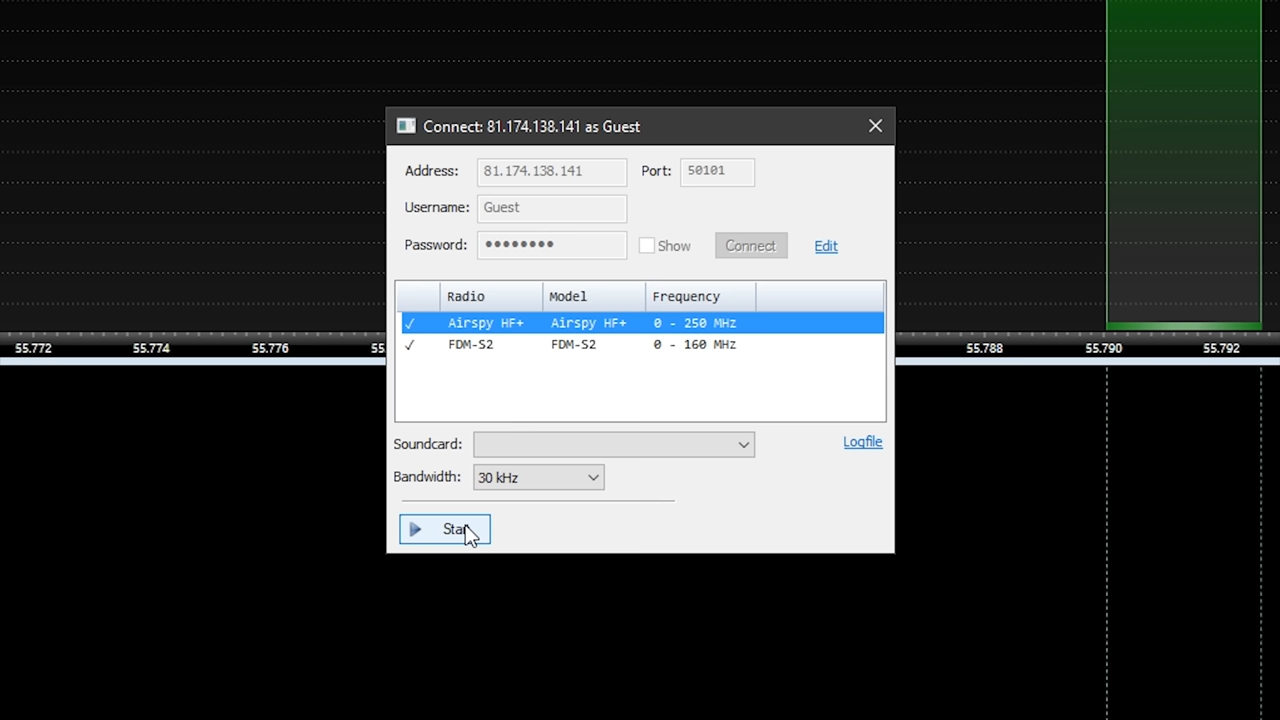 Connect: 81.174.138.141 as Guest
Address: 81.174.138.141 Port: 50101
Username: Guest
Password: ●●●●●●●● Show Connect Edit
Radio Model Frequency
✓ Airspy HF+ Airspy HF+ 0 - 250 MHz
✓ FDM-S2 FDM-S2 0 - 160 MHz
55.772 55.774 55.776 55.788 55.790 55.792
Soundcard: Logfile
Bandwidth: 30 kHz